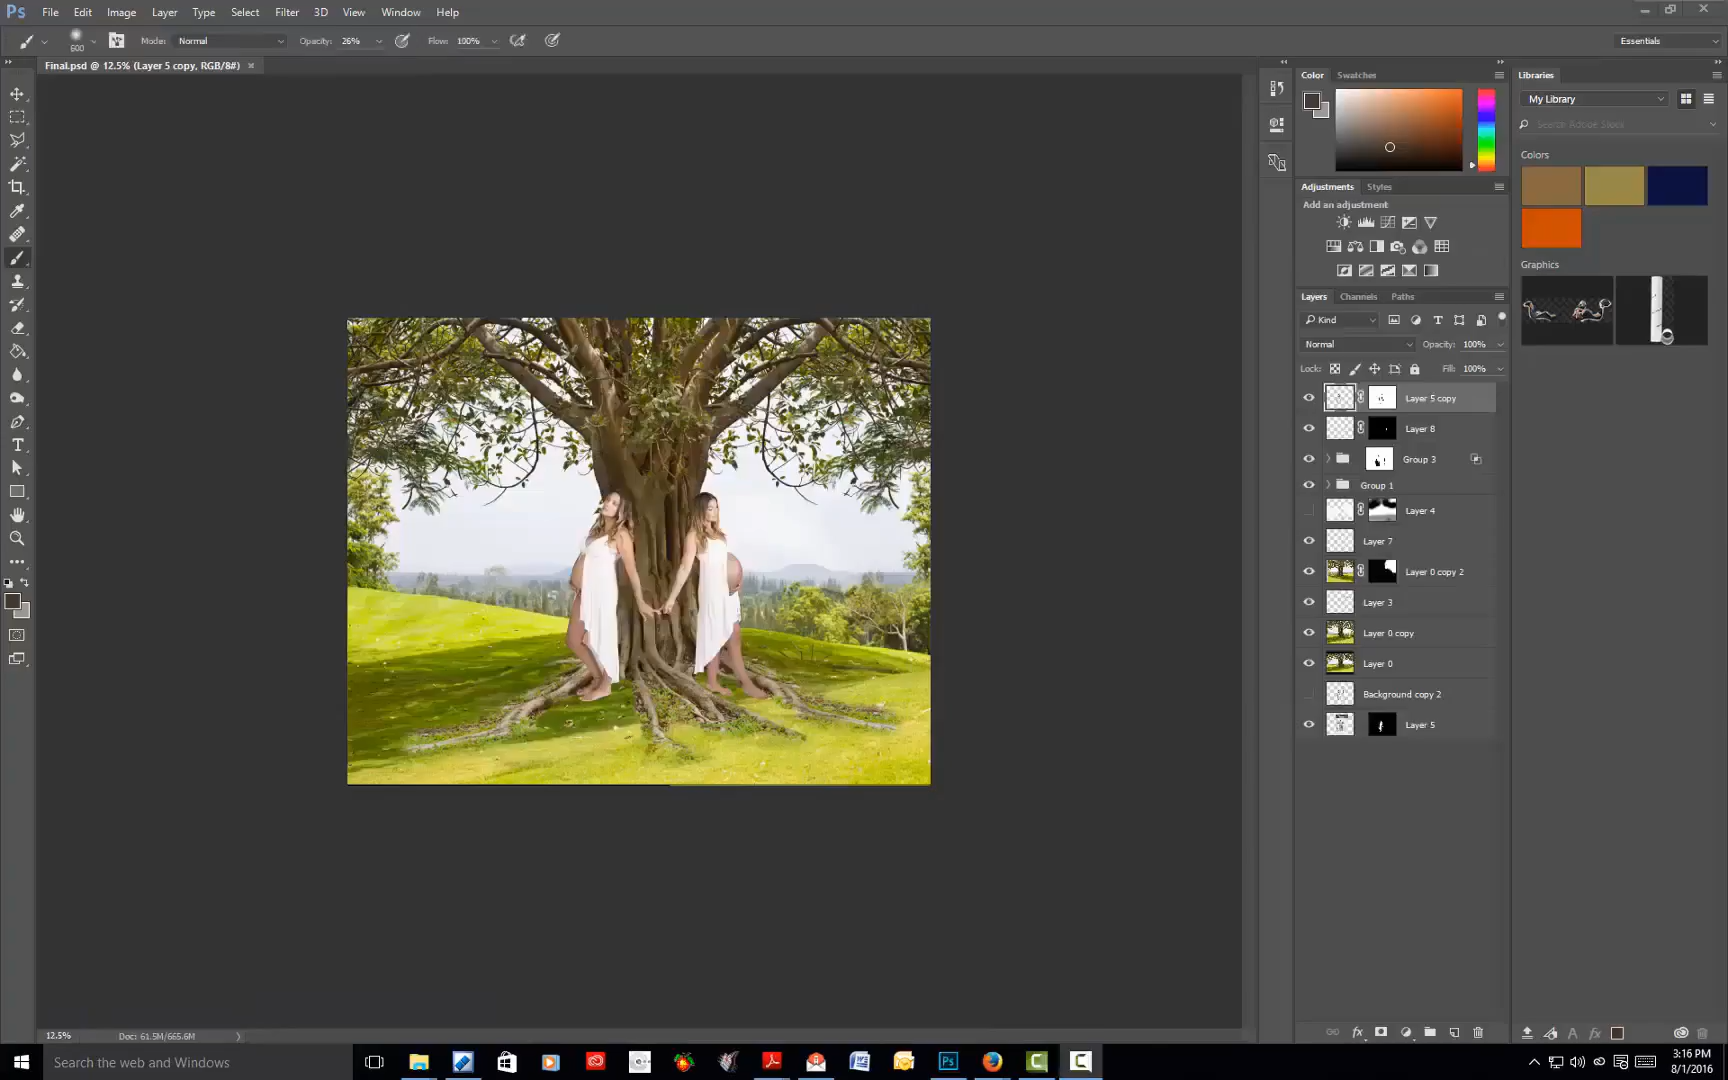 Ps File Edit Image Layer Type Select Filter 3D View Window Help
600 Mode: Normal Opacity: 26% Flow: 100% Essentials
Final.psd @ 12.5% (Layer 5 copy, RGB/8#) ×
Color Swatches
Libraries
My Library
Search Adobe Stock
Colors
Graphics
Adjustments Styles
Add an adjustment
Layers Channels Paths
Kind
Normal Opacity: 100%
Lock: Fill: 100%
Layer 5 copy
Layer 8
Group 3
Group 1
Layer 4
Layer 7
Layer 0 copy 2
Layer 3
Layer 0 copy
Layer 0
Background copy 2
Layer 5
12.5% Doc: 61.5M/665.6M
Search the web and Windows
3:16 PM
8/1/2016